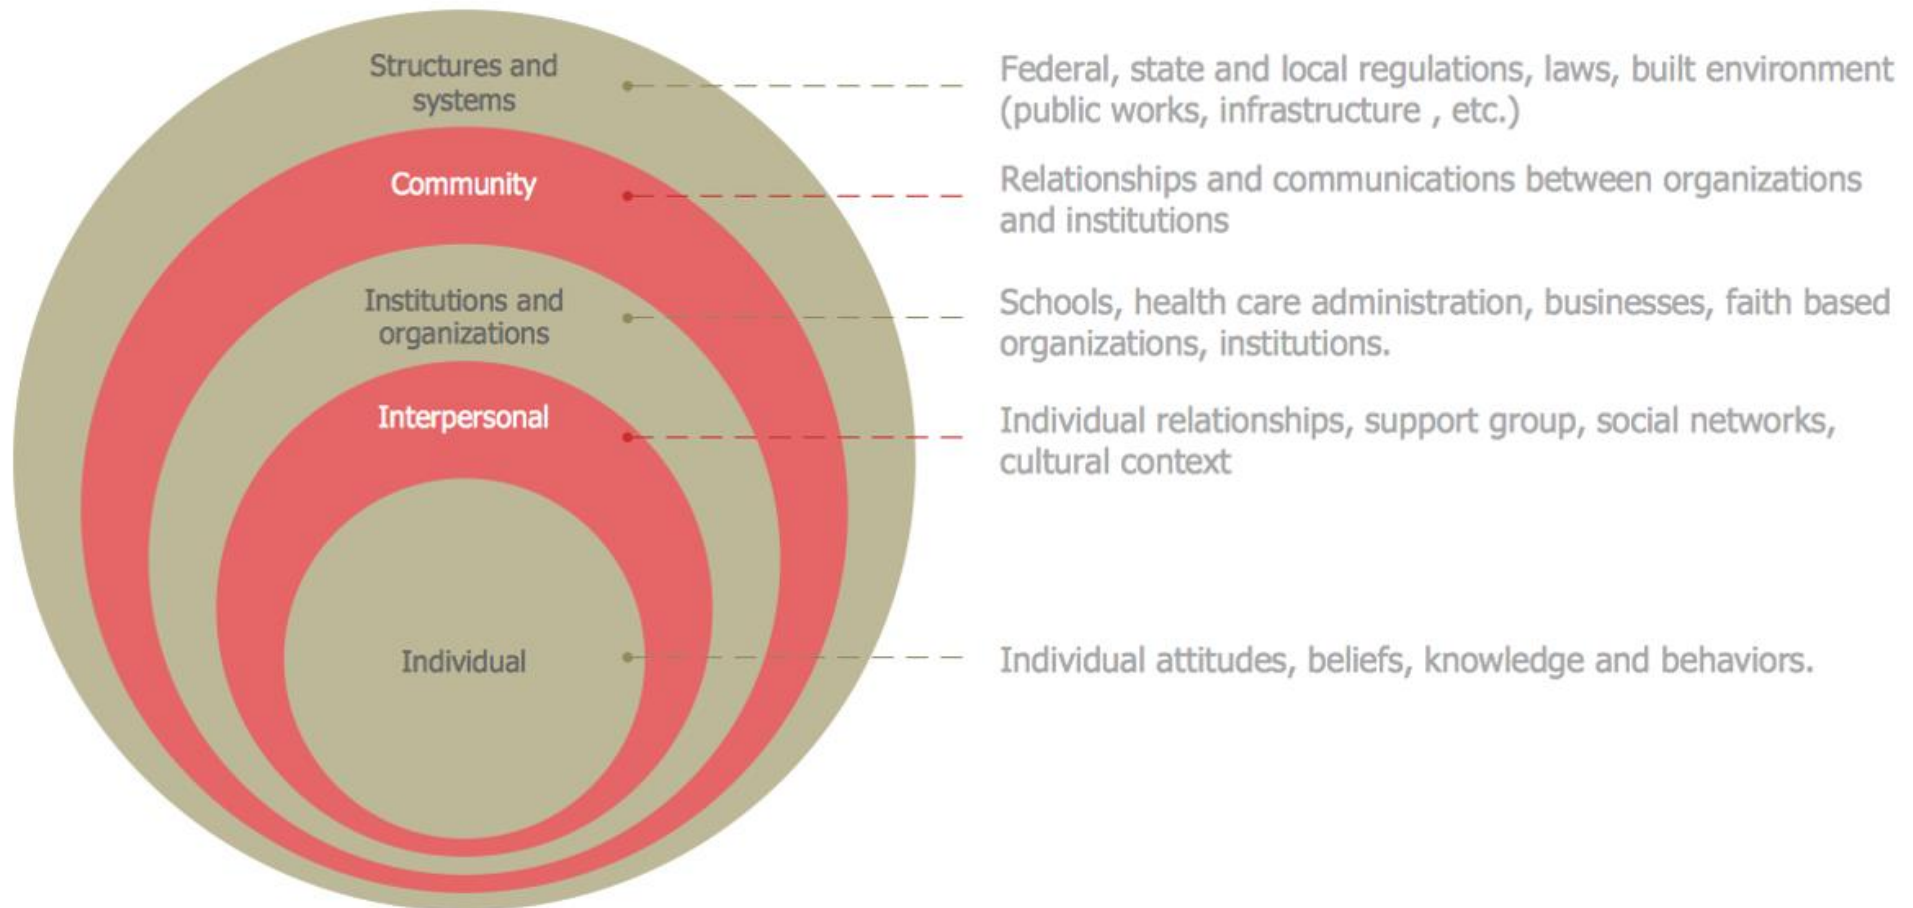 Structures and
systems
Federal, state and local regulations, laws, built environment
(public works, infrastructure , etc.)
Community
Relationships and communications between organizations
and institutions
Institutions and
organizations
Schools, health care administration, businesses, faith based
organizations, institutions.
Interpersonal
Individual relationships, support group, social networks,
cultural context
Individual
Individual attitudes, beliefs, knowledge and behaviors.